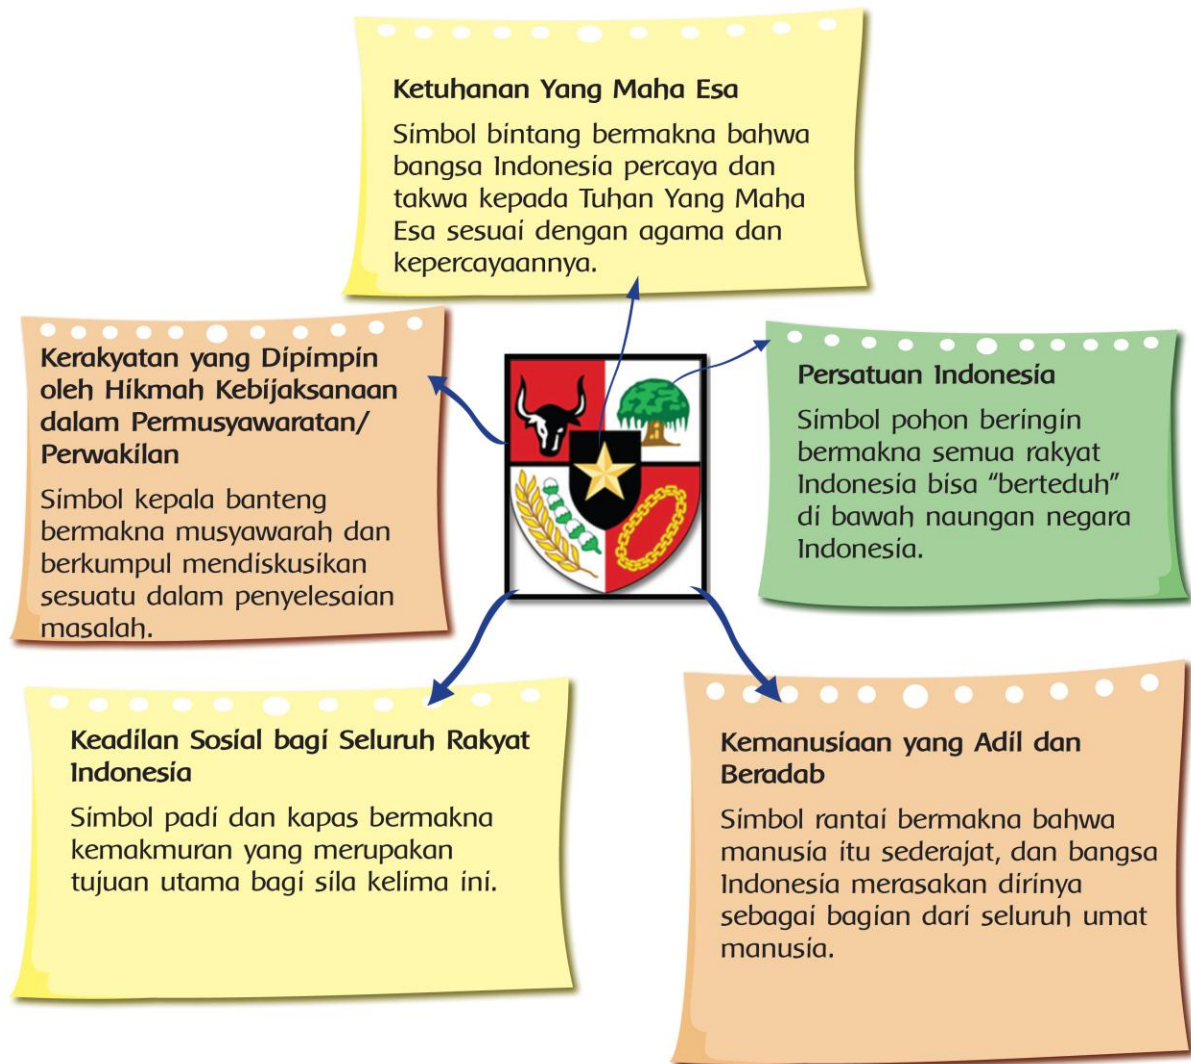 Ketuhanan Yang Maha Esa
Simbol bintang bermakna bahwa
bangsa Indonesia percaya dan
takwa kepada Tuhan Yang Maha
Esa sesuai dengan agama dan
kepercayaannya.
Kerakyatan yang Dipimpin
oleh Hikmah Kebijaksanaan
dalam Permusyawaratan/
Perwakilan
Simbol kepala banteng
bermakna musyawarah dan
berkumpul mendiskusikan
sesuatu dalam penyelesaian
masalah.
Persatuan Indonesia
Simbol pohon beringin
bermakna semua rakyat
Indonesia bisa “berteduh”
di bawah naungan negara
Indonesia.
Keadilan Sosial bagi Seluruh Rakyat
Indonesia
Simbol padi dan kapas bermakna
kemakmuran yang merupakan
tujuan utama bagi sila kelima ini.
Kemanusiaan yang Adil dan
Beradab
Simbol rantai bermakna bahwa
manusia itu sederajat, dan bangsa
Indonesia merasakan dirinya
sebagai bagian dari seluruh umat
manusia.